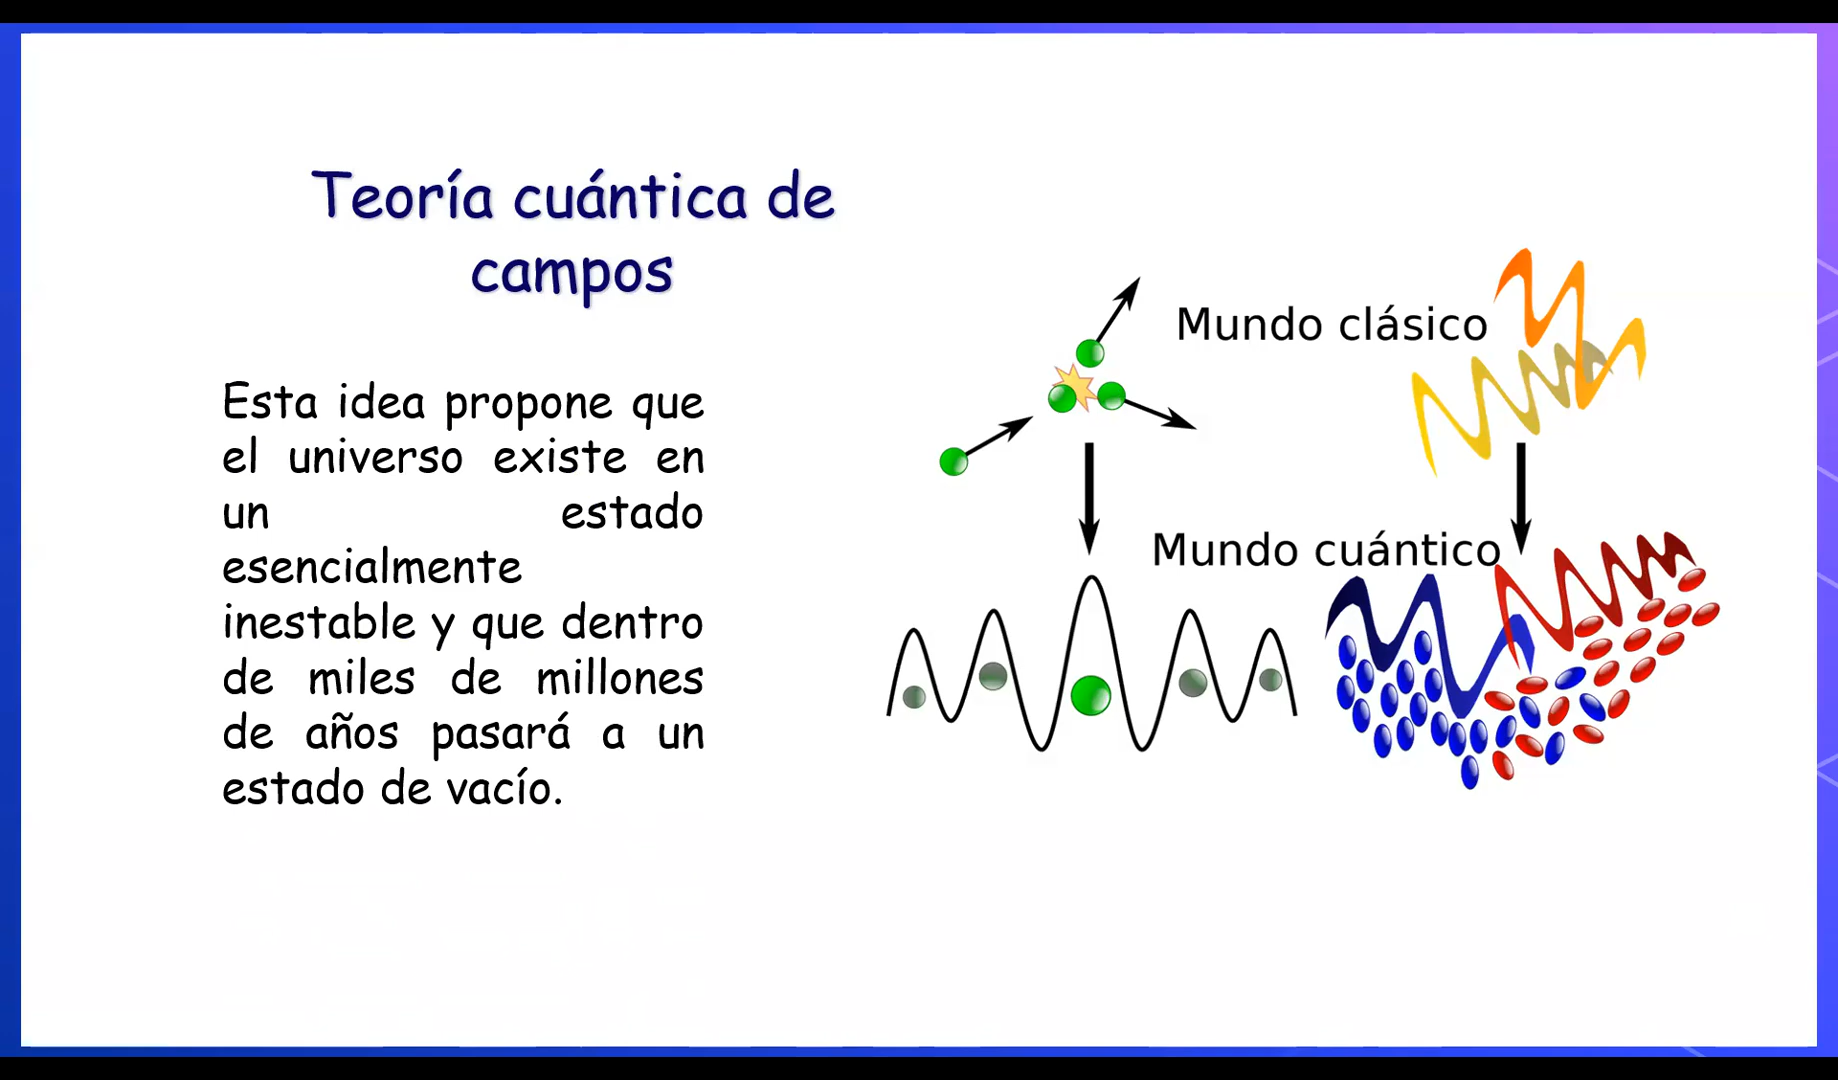 Teoría cuántica de
campos
Esta idea propone que
el universo existe en
un estado
esencialmente
inestable y que dentro
de miles de millones
de años pasará a un
estado de vacío.
Mundo clásico
Mundo cuántico